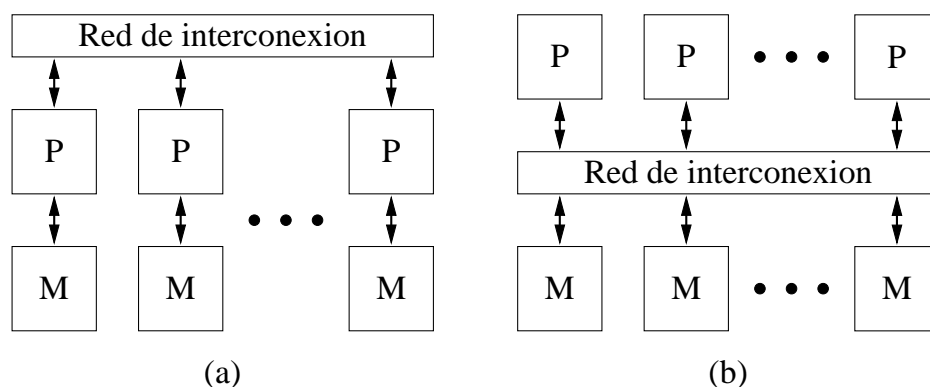 Red de interconexion
P P P
M M M
(a)
P P P
Red de interconexion
M M M
(b)